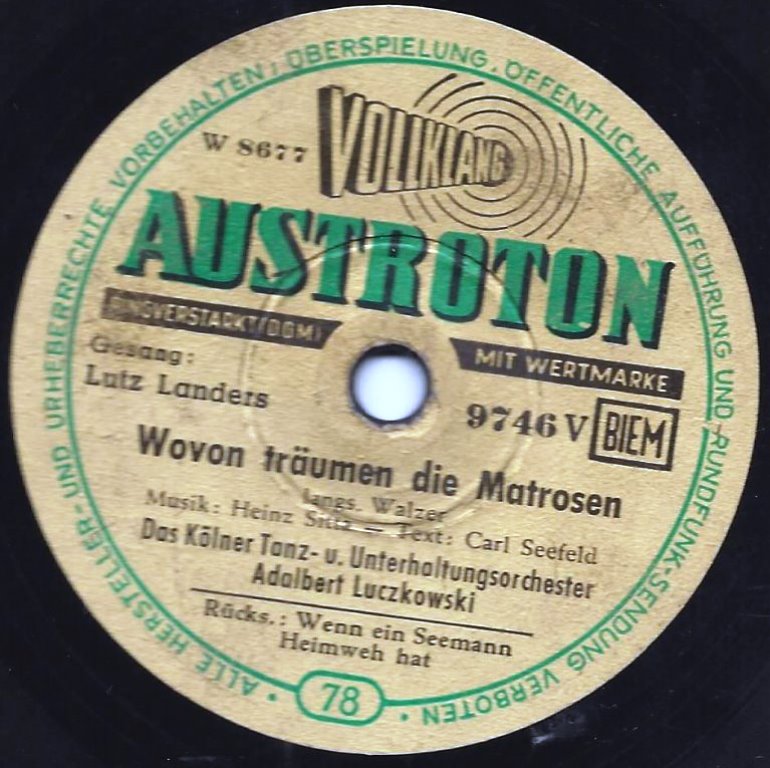 ALLE HERSTELLER- UND URHEBERRECHTE VORBEHALTEN; ÜBERSPIELUNG, ÖFFENTLICHE AUFFÜHRUNG UND RUNDFUNK-SENDUNG VERBOTEN
W 8677
VOLLKLANG
AUSTROTON
MIT WERTMARKE
Gesang:
Lutz Landers
9746 V BIEM
Wovon träumen die Matrosen
langs. Walzer
Musik: Heinz — Text: Carl Seefeld
Das Kölner Tanz- u. Unterhaltungsorchester
Adalbert Luczkowski
Rücks.: Wenn ein Seemann
Heimweh hat
78